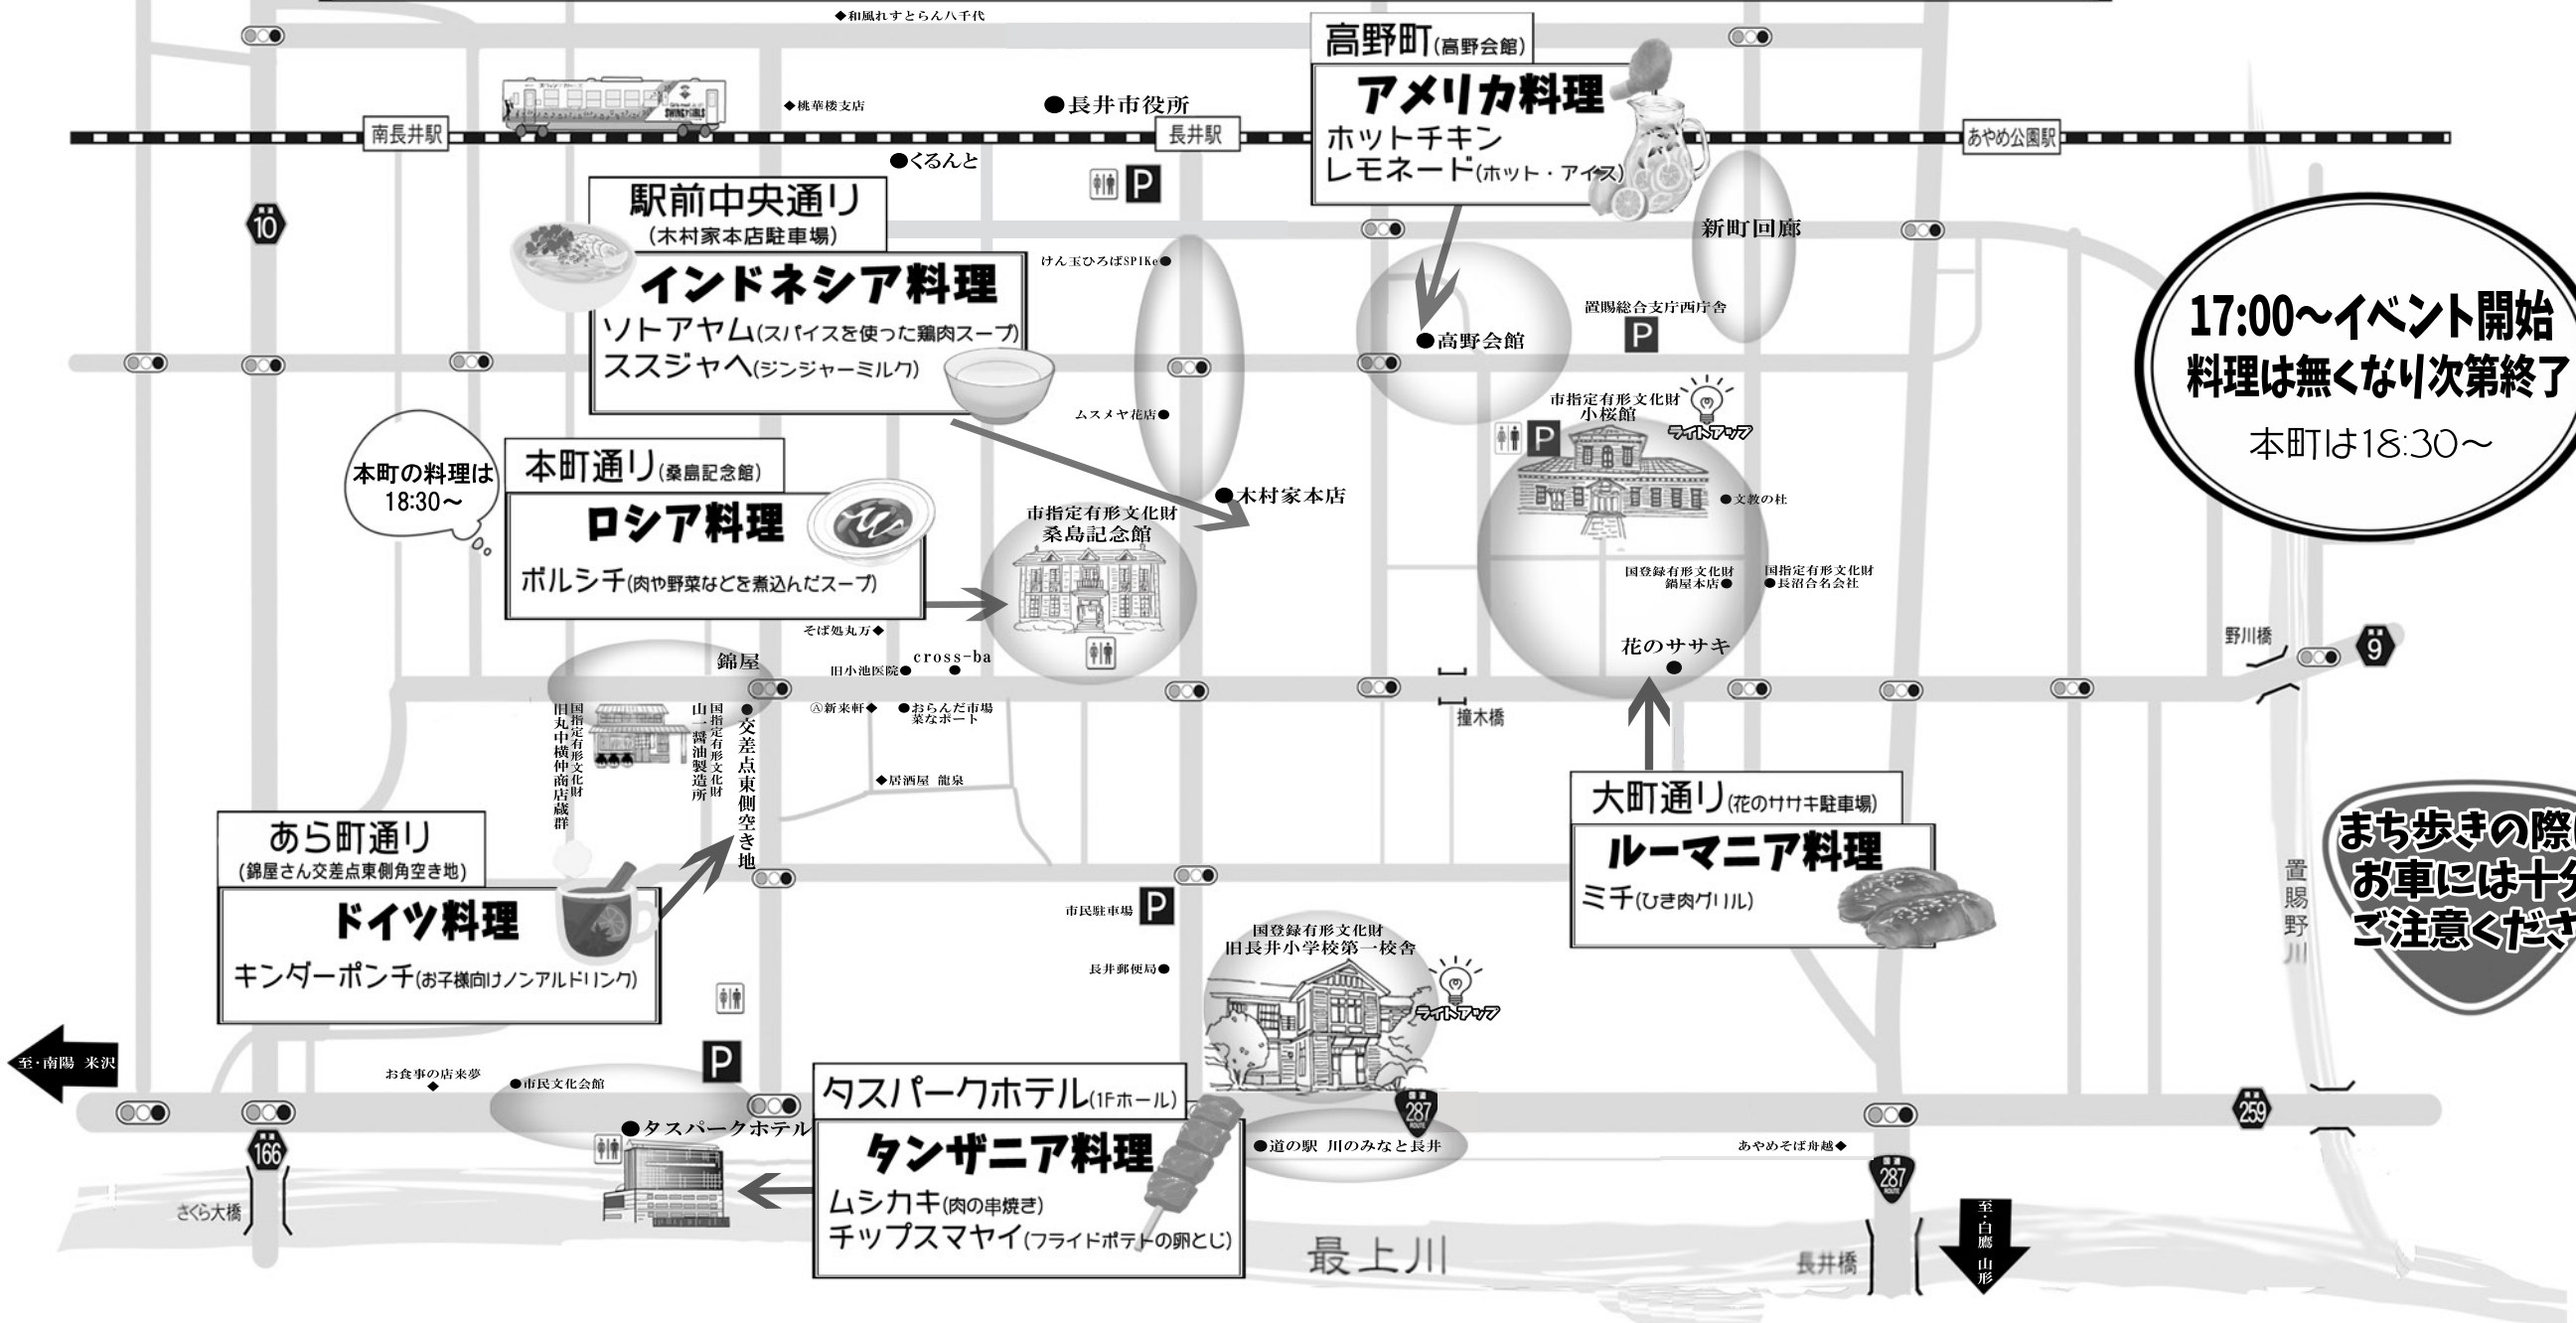 ◆和風れすとらん八千代
高野町(高野会館)
アメリカ料理
ホットチキン
レモネード(ホット・アイス)
◆桃華楼支店
●長井市役所
SWING GIRLS
南長井駅
長井駅
あやめ公園駅
●くるんと
P
県道
10
駅前中央通り
(木村家本店駐車場)
インドネシア料理
ソトアヤム(スパイスを使った鶏肉スープ)
ススジャヘ(ジンジャーミルク)
けん玉ひろばSPIKe●
新町回廊
置賜総合支庁西庁舎
P
●高野会館
17:00～イベント開始
料理は無くなり次第終了
本町は18:30～
ムスメヤ花店●
●木村家本店
市指定有形文化財
小桜館
ライトアップ
P
●文教の杜
本町の料理は
18:30～
本町通り(桑島記念館)
ロシア料理
ボルシチ(肉や野菜などを煮込んだスープ)
市指定有形文化財
桑島記念館
国登録有形文化財
鍋屋本店●
国指定有形文化財
●長沼合名会社
花のササキ
野川橋
県道
9
そば処丸万◆
錦屋
旧小池医院●
cross-ba
Ⓐ新来軒◆
●おらんだ市場
菜なポート
◆居酒屋 龍泉
国指定有形文化財
旧丸中横仲商店蔵群
国指定有形文化財
山一醤油製造所
●交差点東側空き地
撞木橋
大町通り(花のササキ駐車場)
ルーマニア料理
ミチ(ひき肉グリル)
まち歩きの際
お車には十分
ご注意くださ
置賜野川
あら町通り
(錦屋さん交差点東側角空き地)
ドイツ料理
キンダーポンチ(お子様向けノンアルドリンク)
市民駐車場
P
長井郵便局●
国登録有形文化財
旧長井小学校第一校舎
ライトアップ
至・南陽 米沢
お食事の店来夢
◆
●市民文化会館
P
●タスパークホテル
タスパークホテル(1Fホール)
タンザニア料理
ムシカキ(肉の串焼き)
チップスマヤイ(フライドポテトの卵とじ)
国道
287
ROUTE
●道の駅 川のみなと長井
あやめそば舟越◆
県道
259
県道
166
さくら大橋
国道
287
ROUTE
至・白鷹 山形
最上川
長井橋